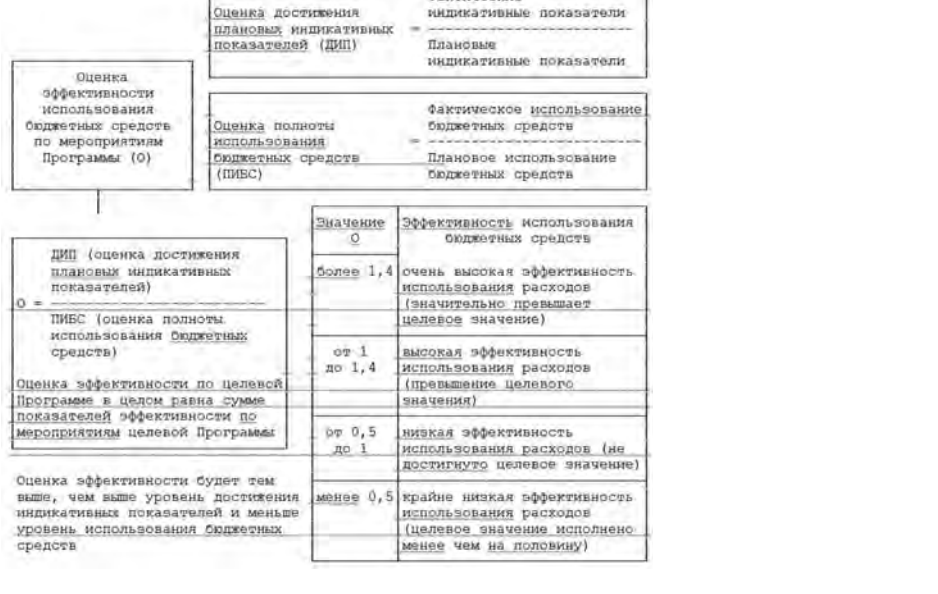 Оценка достижения
плановых индикативных
показателей (ДИП)
=
индикативные показатели
-----------------------
Плановые
индикативные показатели
Оценка
эффективности
использования
бюджетных средств
по мероприятиям
Программы (О)
Оценка полноты
использования
бюджетных средств
(ПИБС)
=
Фактическое использование
бюджетных средств
-------------------------
Плановое использование
бюджетных средств
ДИП (оценка достижения
плановых индикативных
показателей)
О = -----------------------
ПИБС (оценка полноты
использования бюджетных
средств)
Оценка эффективности по целевой
Программе в целом равна сумме
показателей эффективности по
мероприятиям целевой Программы
Оценка эффективности будет тем
выше, чем выше уровень достижения
индикативных показателей и меньше
уровень использования бюджетных
средств
Значение
О
Эффективность использования
бюджетных средств
более 1,4
очень высокая эффективность
использования расходов
(значительно превышает
целевое значение)
от 1
до 1,4
высокая эффективность
использования расходов
(превышение целевого
значения)
от 0,5
до 1
низкая эффективность
использования расходов (не
достигнуто целевое значение)
менее 0,5
крайне низкая эффективность
использования расходов
(целевое значение исполнено
менее чем на половину)